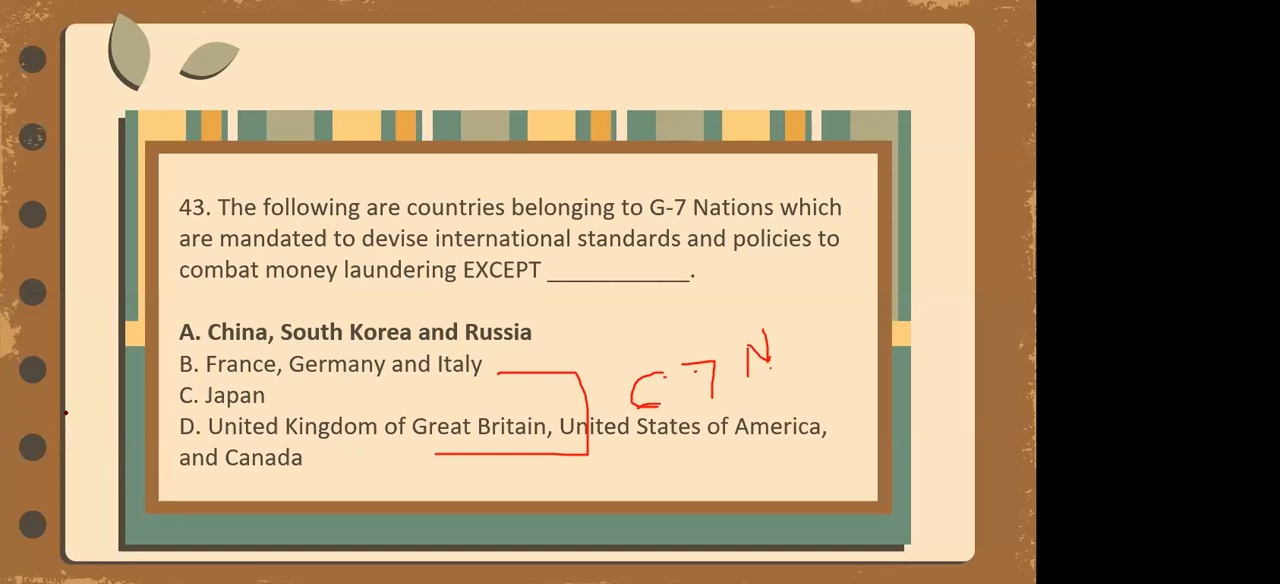 43. The following are countries belonging to G-7 Nations which
are mandated to devise international standards and policies to
combat money laundering EXCEPT ___________.
A. China, South Korea and Russia
B. France, Germany and Italy
C. Japan
D. United Kingdom of Great Britain, United States of America,
and Canada
G 7 N